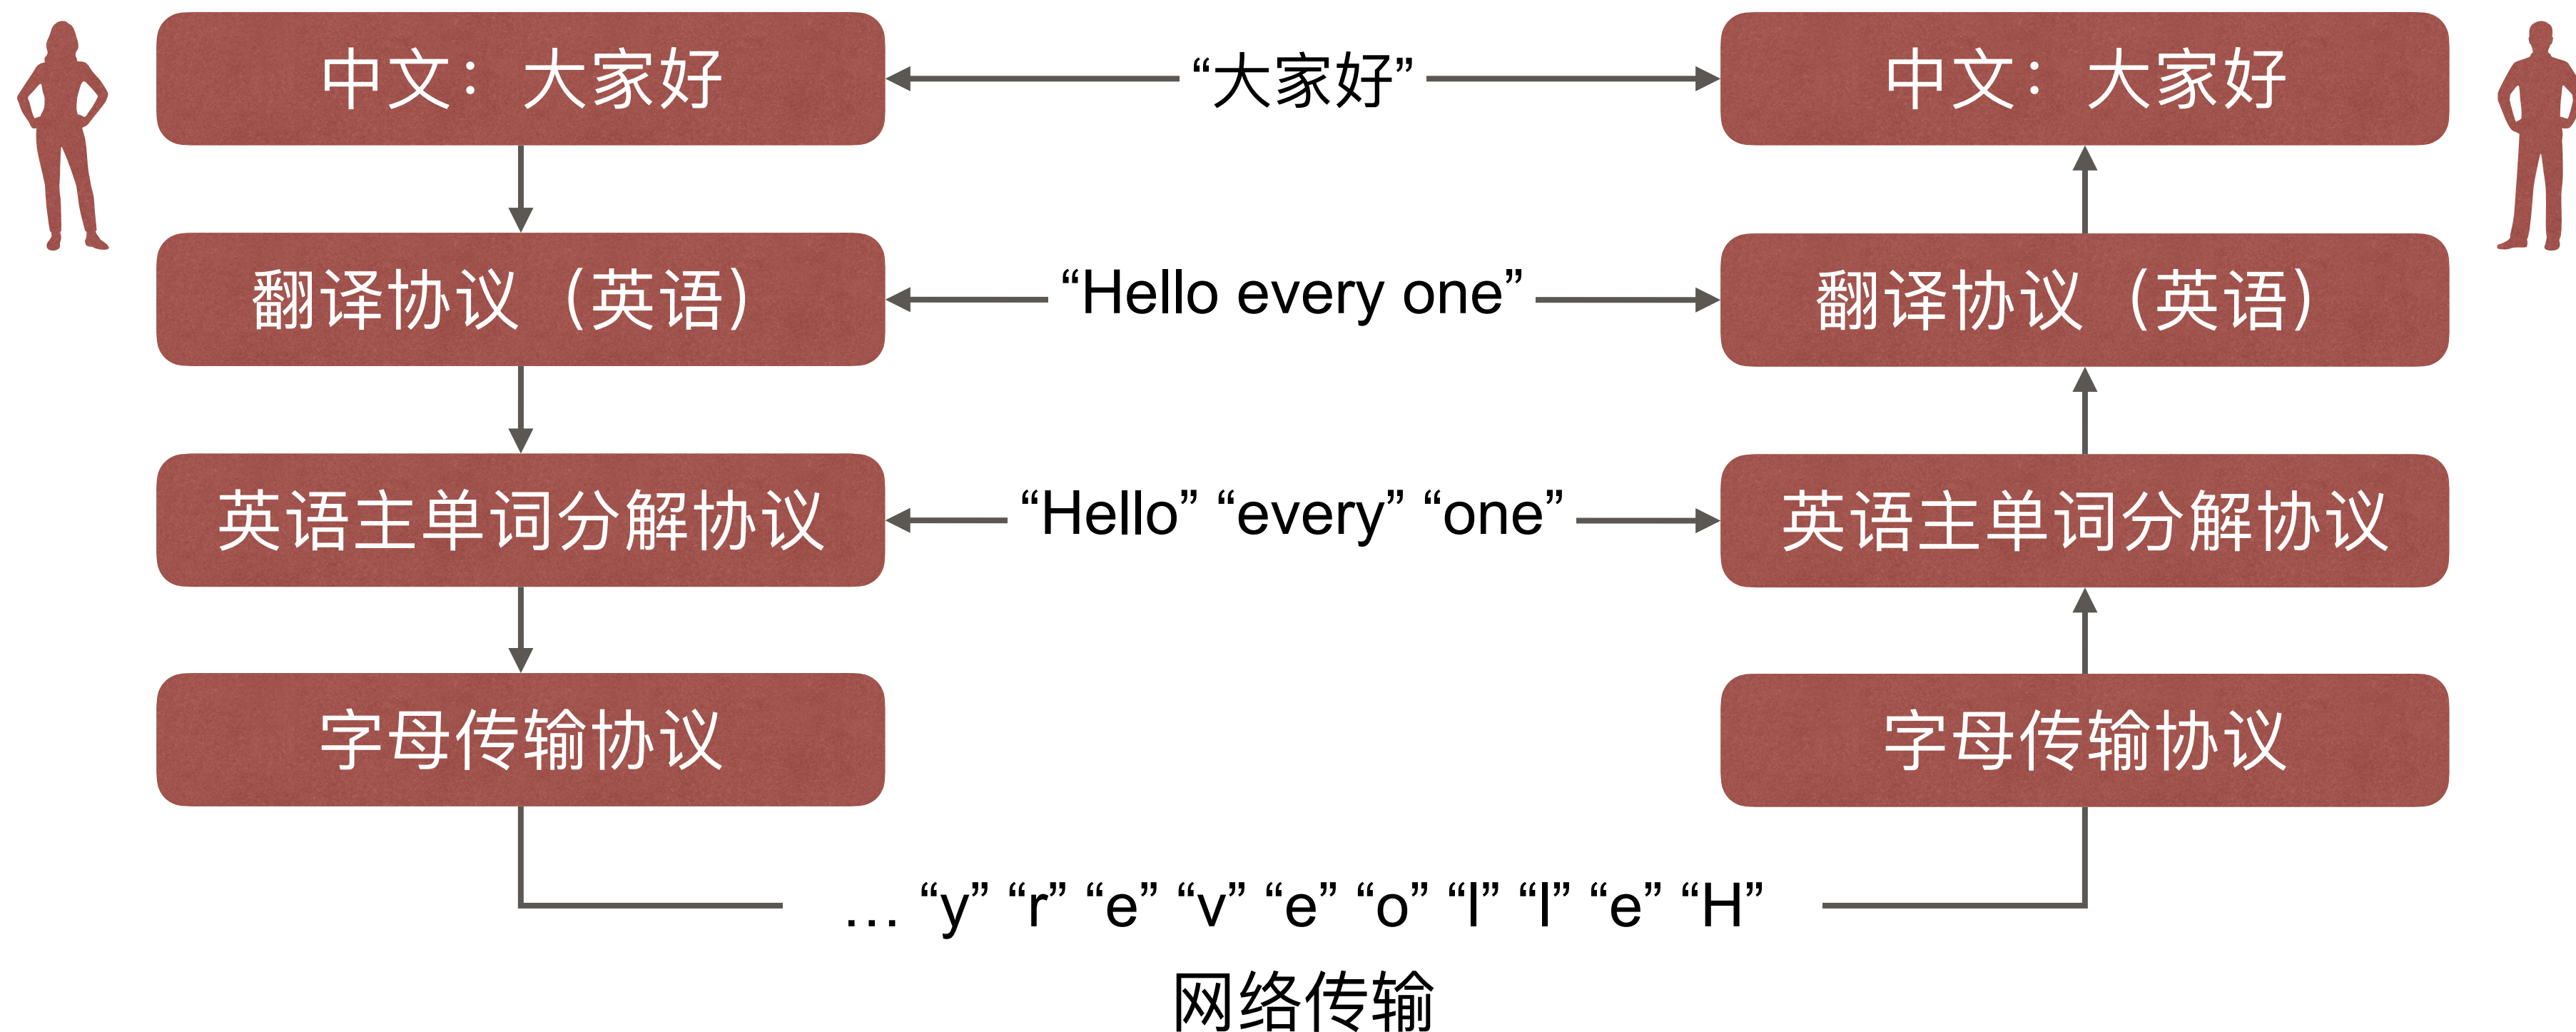 中文：大家好
“大家好”
中文：大家好
翻译协议（英语）
“Hello every one”
翻译协议（英语）
英语主单词分解协议
“Hello” “every” “one”
英语主单词分解协议
字母传输协议
字母传输协议
… “y” “r” “e” “v” “e” “o” “l” “l” “e” “H”
网络传输